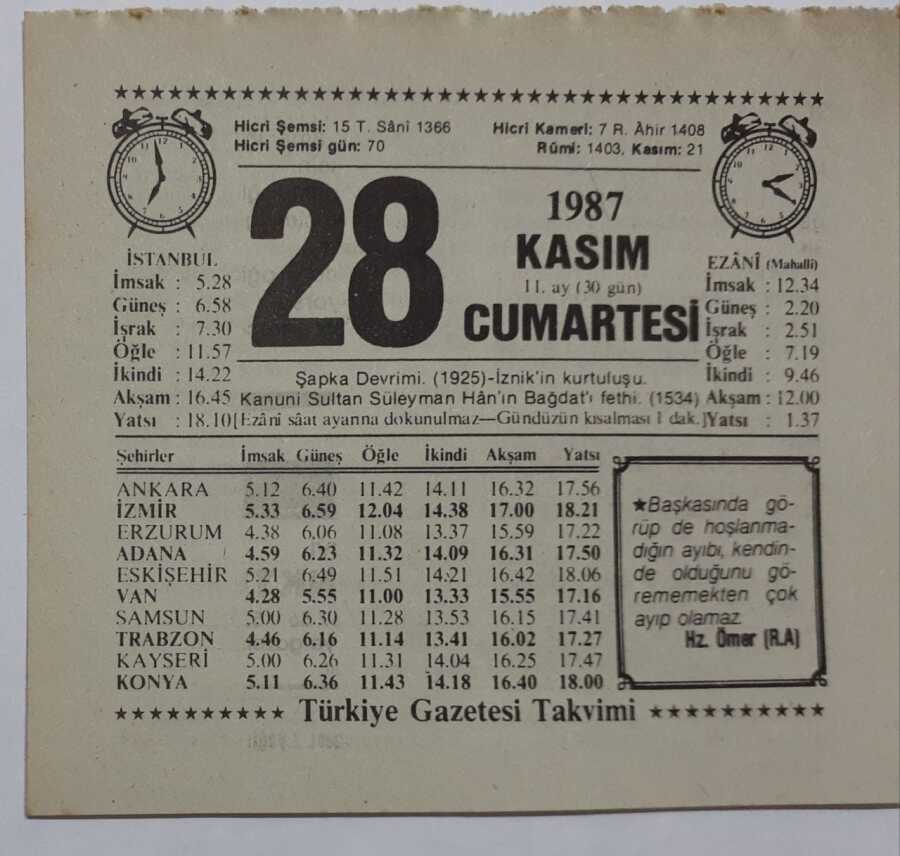 Hicri Şemsi: 15 T. Sâni 1366
Hicri Şemsi gün: 70
Hicri Kameri: 7 R. Âhir 1408
Rûmi: 1403, Kasım: 21
28
1987
KASIM
11. ay (30 gün)
CUMARTESİ
İSTANBUL
İmsak : 5.28
Güneş : 6.58
İşrak : 7.30
Öğle : 11.57
İkindi : 14.22
Akşam : 16.45
Yatsı : 18.10
EZÂNÎ (Mahallî)
İmsak : 12.34
Güneş : 2.20
İşrak : 2.51
Öğle : 7.19
İkindi : 9.46
Akşam : 12.00
Yatsı : 1.37
Şapka Devrimi. (1925)-İznik'in kurtuluşu.
Kanuni Sultan Süleyman Hân'ın Bağdat'ı fethi. (1534)
[Ezânî sâat ayarına dokunulmaz—Gündüzün kısalması 1 dak.]
Şehirler İmsak Güneş Öğle İkindi Akşam Yatsı
ANKARA 5.12 6.40 11.42 14.11 16.32 17.56
İZMİR 5.33 6.59 12.04 14.38 17.00 18.21
ERZURUM 4.38 6.06 11.08 13.37 15.59 17.22
ADANA 4.59 6.23 11.32 14.09 16.31 17.50
ESKİŞEHİR 5.21 6.49 11.51 14.21 16.42 18.06
VAN 4.28 5.55 11.00 13.33 15.55 17.16
SAMSUN 5.00 6.30 11.28 13.53 16.15 17.41
TRABZON 4.46 6.16 11.14 13.41 16.02 17.27
KAYSERİ 5.00 6.26 11.31 14.04 16.25 17.47
KONYA 5.11 6.36 11.43 14.18 16.40 18.00
★Başkasında gö-
rüp de hoşlanma-
dığın ayıbı, kendin-
de olduğunu gö-
rememekten çok
ayıp olamaz.
Hz. Ömer (R.A)
Türkiye Gazetesi Takvimi